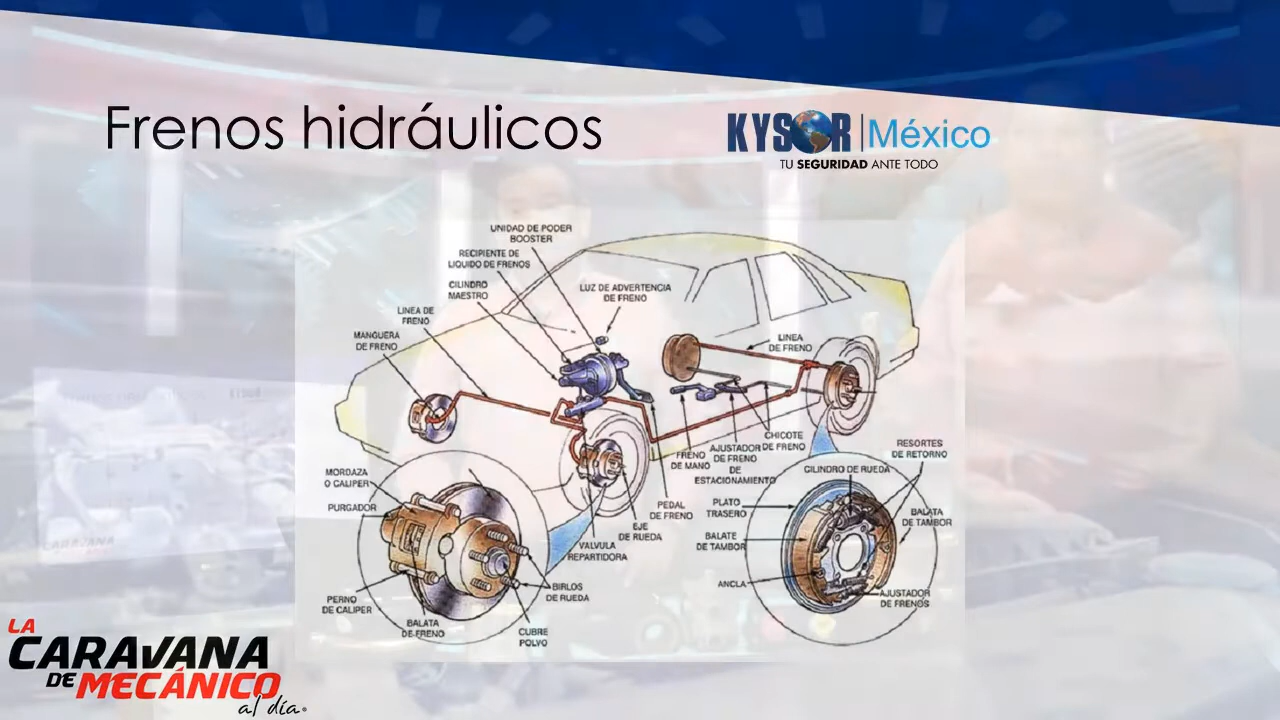 Frenos hidráulicos
KYSOR México
TU SEGURIDAD ANTE TODO
UNIDAD DE PODER
BOOSTER
RECIPIENTE DE
LIQUIDO DE FRENOS
CILINDRO
MAESTRO
LUZ DE ADVERTENCIA
DE FRENO
LINEA DE
FRENO
MANGUERA
DE FRENO
LINEA
DE FRENO
FRENO
DE MANO
AJUSTADOR
DE FRENO
DE
ESTACIONAMIENTO
CHICOTE
DE FRENO
RESORTES
DE RETORNO
CILINDRO DE RUEDA
MORDAZA
O CALIPER
PURGADOR
PEDAL
DE FRENO
EJE
DE RUEDA
VALVULA
REPARTIDORA
PLATO
TRASERO
BALATA
DE TAMBOR
BALATE
DE TAMBOR
ANCLA
AJUSTADOR
DE FRENOS
BIRLOS
DE RUEDA
PERNO
DE CALIPER
BALATA
DE FRENO
CUBRE
POLVO
LA
CARAVANA
DE MECÁNICO
al día